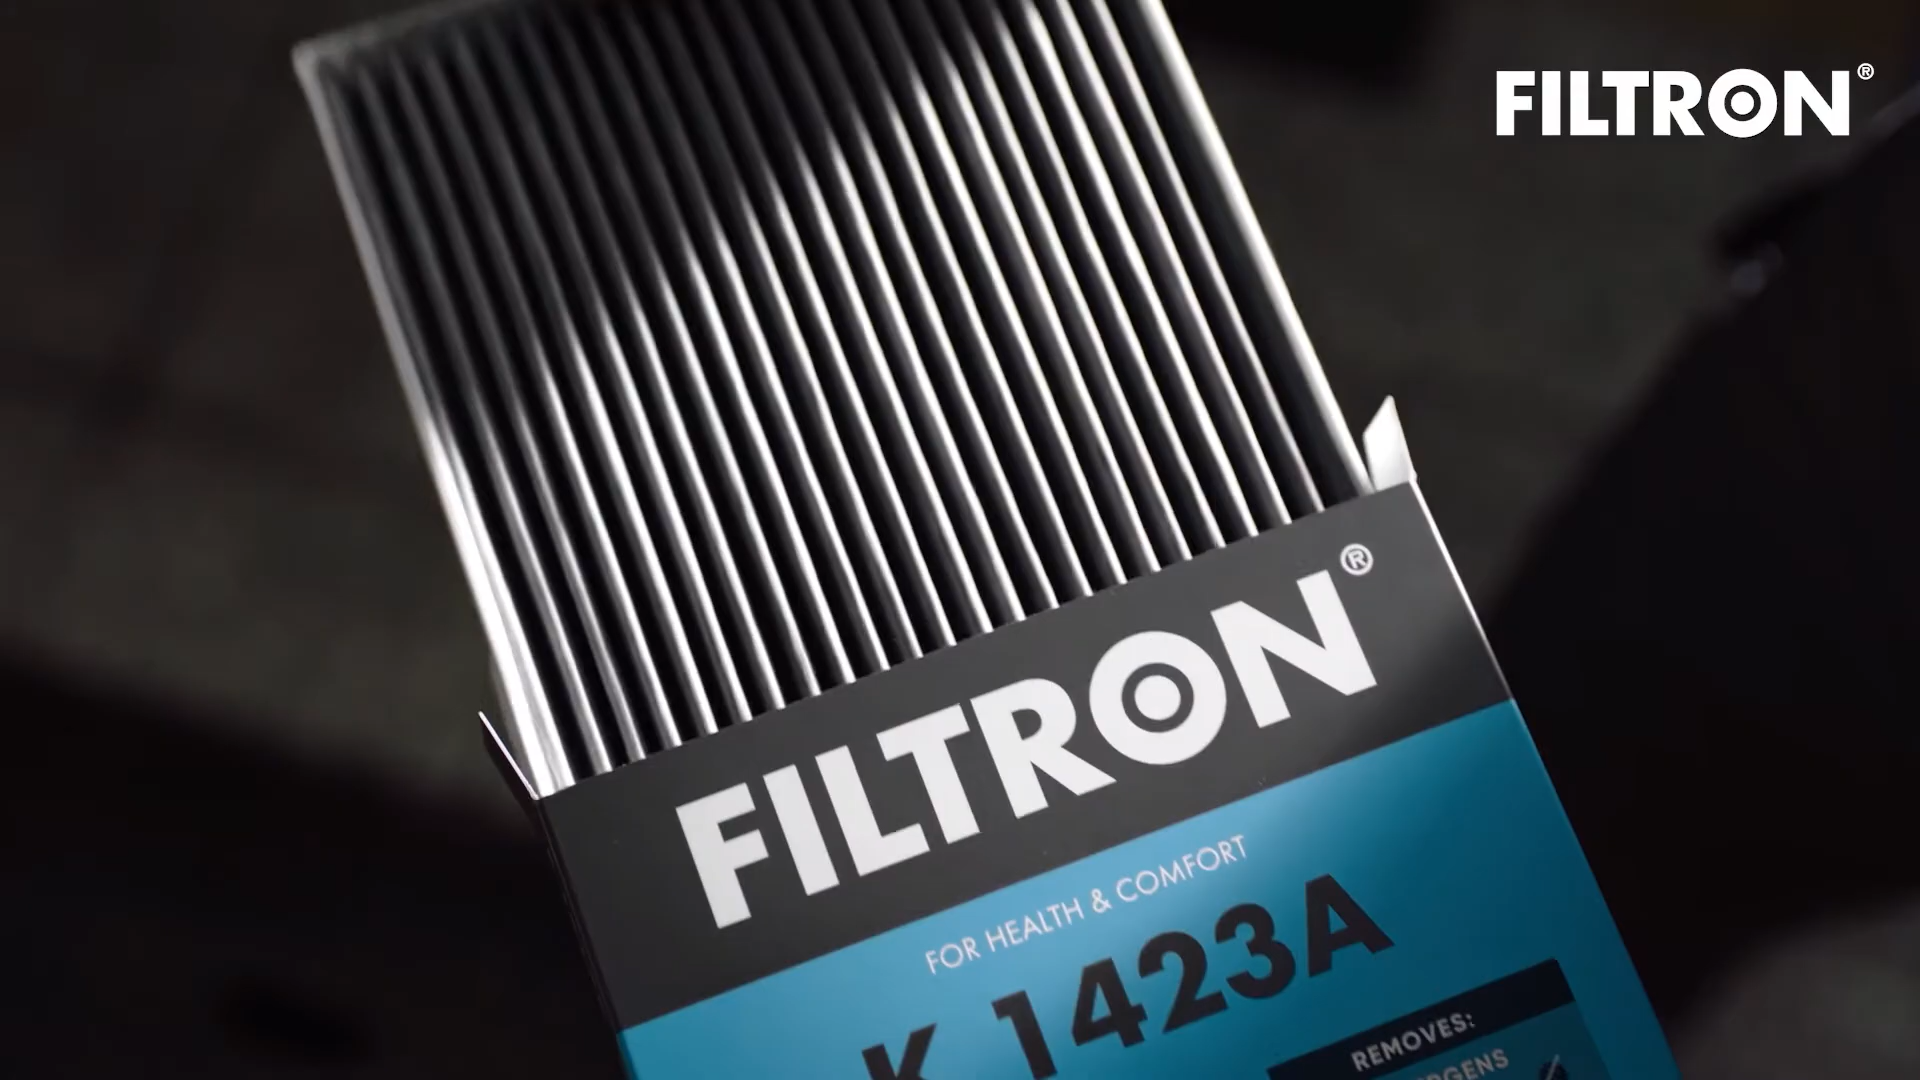 FILTRON®
FILTRON®
FOR HEALTH & COMFORT
K 1423A
REMOVES: